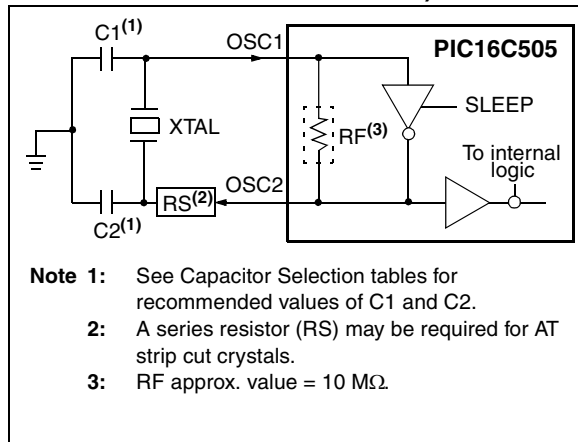 C1(1)
OSC1
PIC16C505
SLEEP
XTAL
RF(3)
To internal
logic
OSC2
RS(2)
C2(1)
Note 1: See Capacitor Selection tables for
recommended values of C1 and C2.
2: A series resistor (RS) may be required for AT
strip cut crystals.
3: RF approx. value = 10 MΩ.